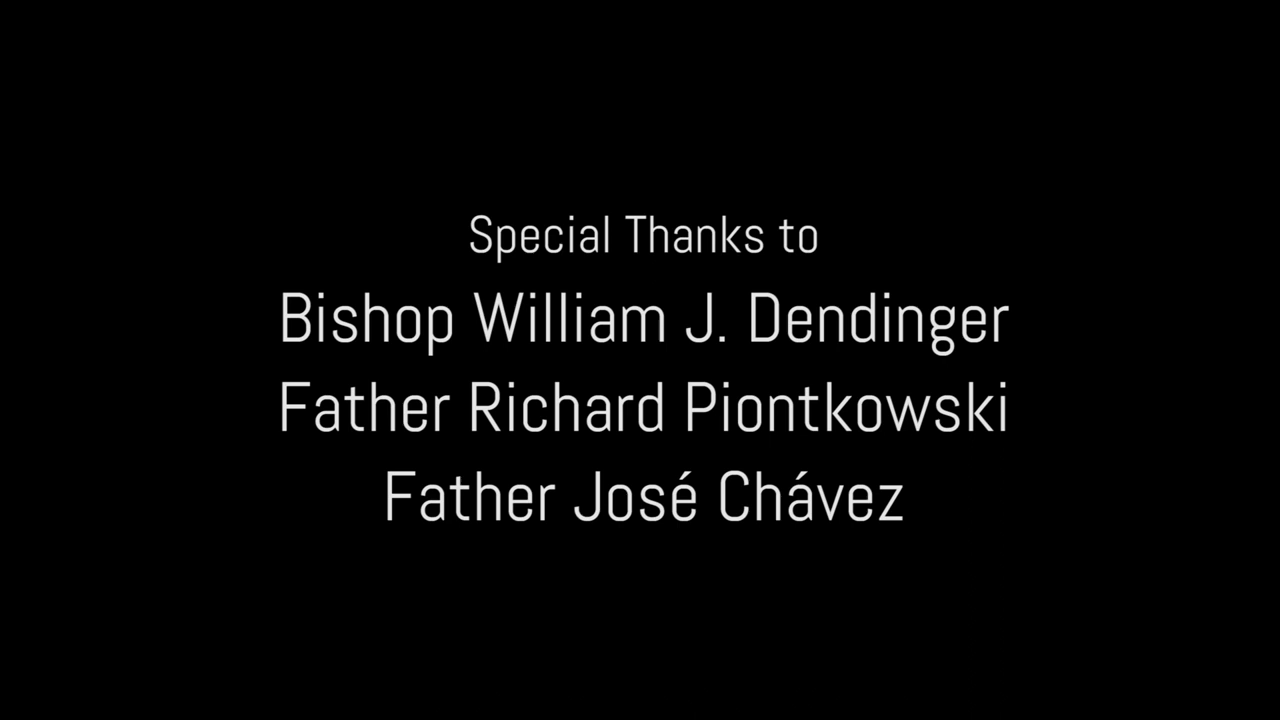 Special Thanks to
Bishop William J. Dendinger
Father Richard Piontkowski
Father José Chávez